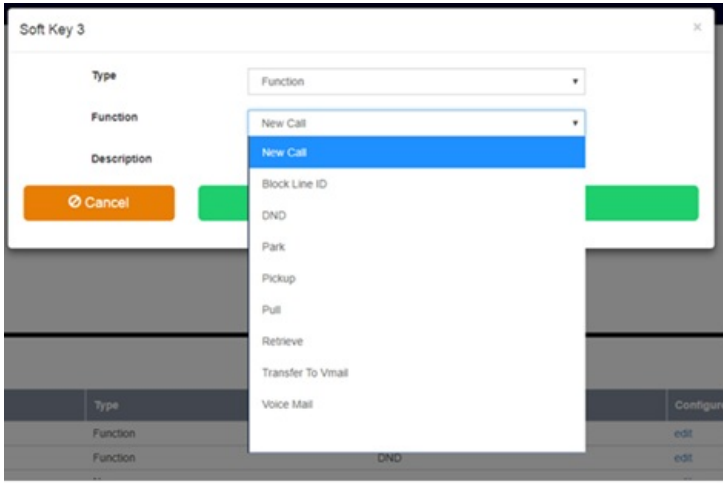 Soft Key 3 ×
Type Function
Function New Call
New Call
Description
Block Line ID
Cancel
DND
Park
Pickup
Pull
Retrieve
Transfer To Vmail
Type Configure
Voice Mail
Function edit
Function DND edit